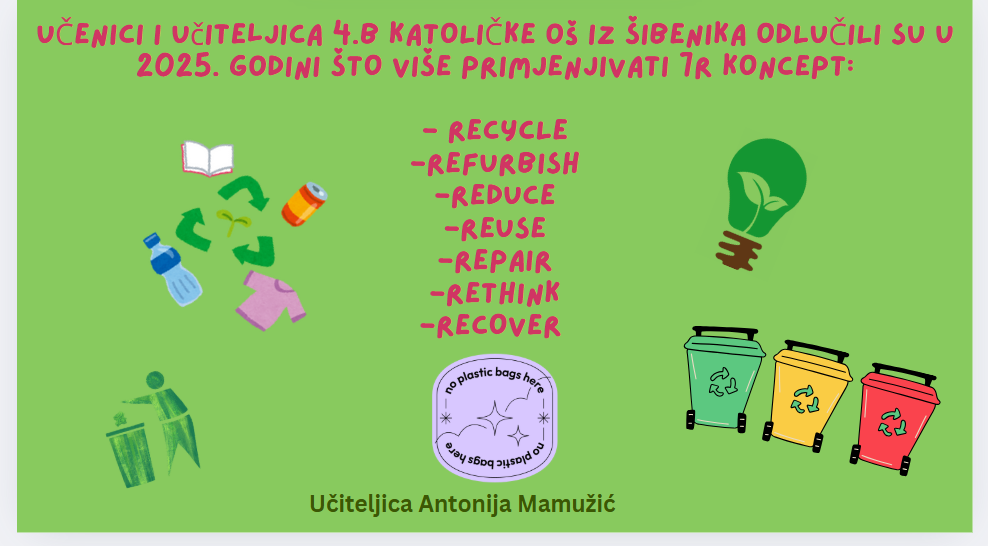 UČENICI I UČITELJICA 4.B KATOLIČKE OŠ IZ ŠIBENIKA ODLUČILI SU U
2025. GODINI ŠTO VIŠE PRIMJENJIVATI 7R KONCEPT:
- RECYCLE
-REFURBISH
-REDUCE
-REUSE
-REPAIR
-RETHINK
-RECOVER
no plastic bags here
no plastic bags here
Učiteljica Antonija Mamužić